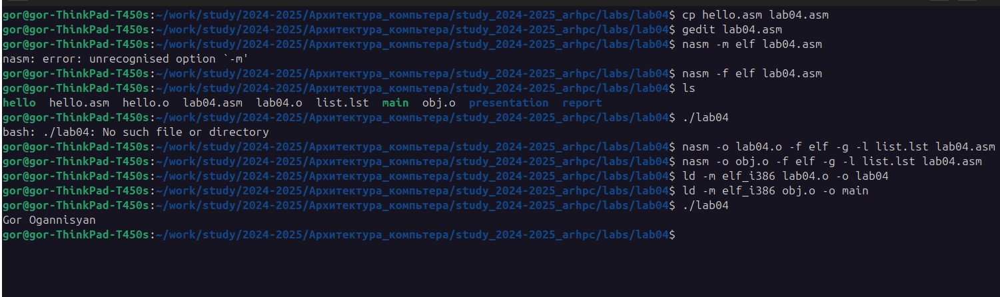 gor@gor-ThinkPad-T450s:~/work/study/2024-2025/Архитектура_компьтера/study_2024-2025_arhpc/labs/lab04$ cp hello.asm lab04.asm
gor@gor-ThinkPad-T450s:~/work/study/2024-2025/Архитектура_компьтера/study_2024-2025_arhpc/labs/lab04$ gedit lab04.asm
gor@gor-ThinkPad-T450s:~/work/study/2024-2025/Архитектура_компьтера/study_2024-2025_arhpc/labs/lab04$ nasm -m elf lab04.asm
nasm: error: unrecognised option `-m'
gor@gor-ThinkPad-T450s:~/work/study/2024-2025/Архитектура_компьтера/study_2024-2025_arhpc/labs/lab04$ nasm -f elf lab04.asm
gor@gor-ThinkPad-T450s:~/work/study/2024-2025/Архитектура_компьтера/study_2024-2025_arhpc/labs/lab04$ ls
hello  hello.asm  hello.o  lab04.asm  lab04.o  list.lst  main  obj.o  presentation  report
gor@gor-ThinkPad-T450s:~/work/study/2024-2025/Архитектура_компьтера/study_2024-2025_arhpc/labs/lab04$ ./lab04
bash: ./lab04: No such file or directory
gor@gor-ThinkPad-T450s:~/work/study/2024-2025/Архитектура_компьтера/study_2024-2025_arhpc/labs/lab04$ nasm -o lab04.o -f elf -g -l list.lst lab04.asm
gor@gor-ThinkPad-T450s:~/work/study/2024-2025/Архитектура_компьтера/study_2024-2025_arhpc/labs/lab04$ nasm -o obj.o -f elf -g -l list.lst lab04.asm
gor@gor-ThinkPad-T450s:~/work/study/2024-2025/Архитектура_компьтера/study_2024-2025_arhpc/labs/lab04$ ld -m elf_i386 lab04.o -o lab04
gor@gor-ThinkPad-T450s:~/work/study/2024-2025/Архитектура_компьтера/study_2024-2025_arhpc/labs/lab04$ ld -m elf_i386 obj.o -o main
gor@gor-ThinkPad-T450s:~/work/study/2024-2025/Архитектура_компьтера/study_2024-2025_arhpc/labs/lab04$ ./lab04
Gor Ogannisyan
gor@gor-ThinkPad-T450s:~/work/study/2024-2025/Архитектура_компьтера/study_2024-2025_arhpc/labs/lab04$